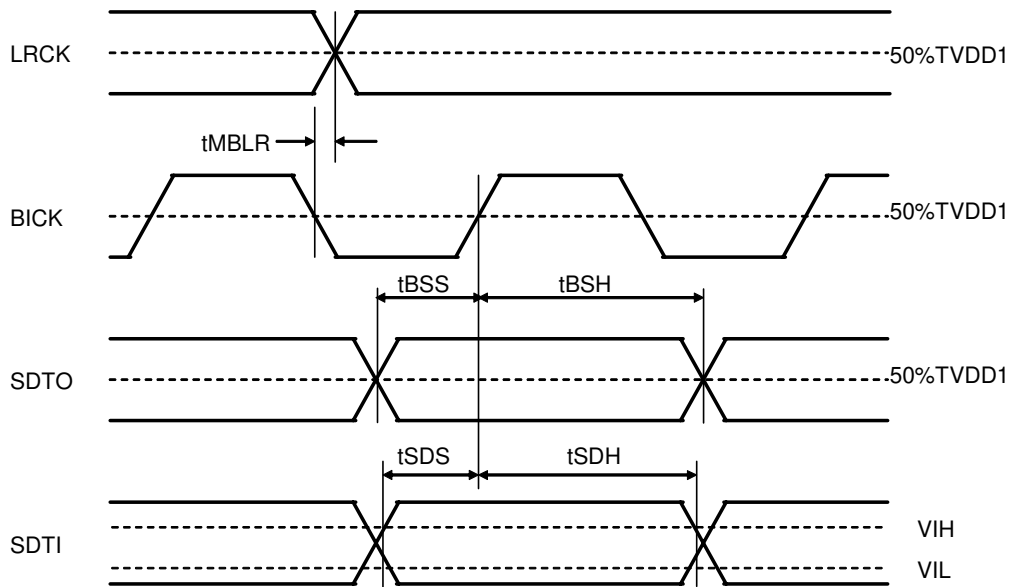 LRCK
50%TVDD1
tMBLR
BICK
50%TVDD1
tBSS tBSH
SDTO
50%TVDD1
tSDS tSDH
VIH
SDTI
VIL